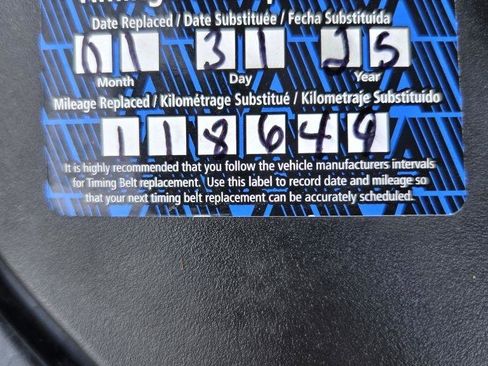 Date Replaced / Date Substituée / Fecha Substituida
01 31 25
Month Day Year
Mileage Replaced / Kilométrage Substitué / Kilometraje Substituido
118649
It is highly recommended that you follow the vehicle manufacturers intervals
for Timing Belt replacement. Use this label to record date and mileage so
that your next timing belt replacement can be accurately scheduled.